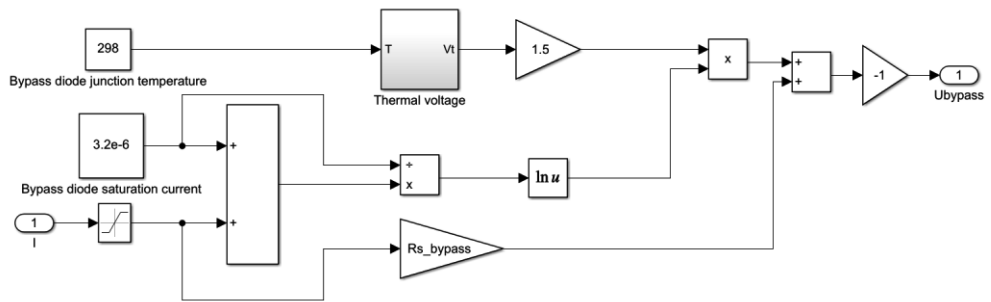 298
Bypass diode junction temperature
T
Vt
Thermal voltage
1.5
x
+
+
-1
1
Ubypass
3.2e-6
Bypass diode saturation current
+
+
÷
x
ln u
1
I
Rs_bypass